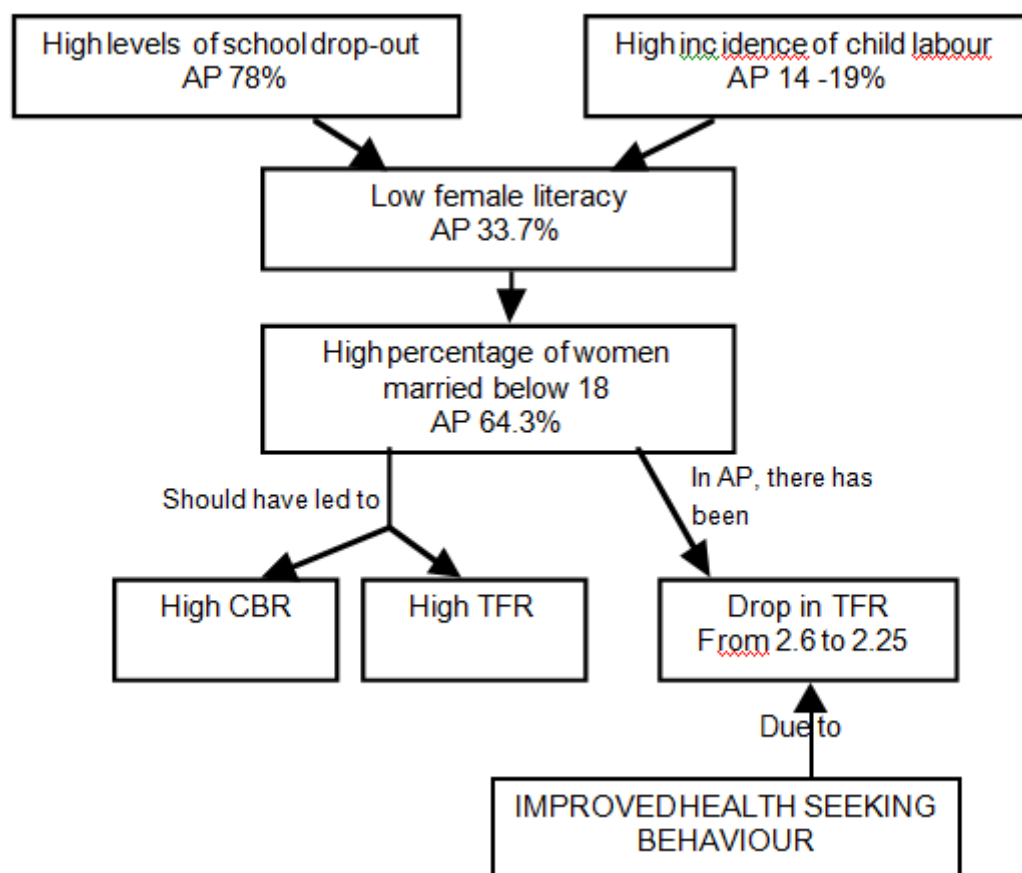 High levels of school drop-out
AP 78%
High incidence of child labour
AP 14 -19%
Low female literacy
AP 33.7%
High percentage of women
married below 18
AP 64.3%
Should have led to
In AP, there has
been
High CBR
High TFR
Drop in TFR
From 2.6 to 2.25
Due to
IMPROVED HEALTH SEEKING
BEHAVIOUR